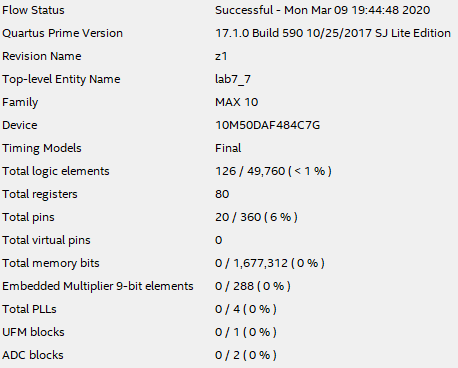 Flow Status Successful - Mon Mar 09 19:44:48 2020
Quartus Prime Version 17.1.0 Build 590 10/25/2017 SJ Lite Edition
Revision Name z1
Top-level Entity Name lab7_7
Family MAX 10
Device 10M50DAF484C7G
Timing Models Final
Total logic elements 126 / 49,760 ( < 1 % )
Total registers 80
Total pins 20 / 360 ( 6 % )
Total virtual pins 0
Total memory bits 0 / 1,677,312 ( 0 % )
Embedded Multiplier 9-bit elements 0 / 288 ( 0 % )
Total PLLs 0 / 4 ( 0 % )
UFM blocks 0 / 1 ( 0 % )
ADC blocks 0 / 2 ( 0 % )